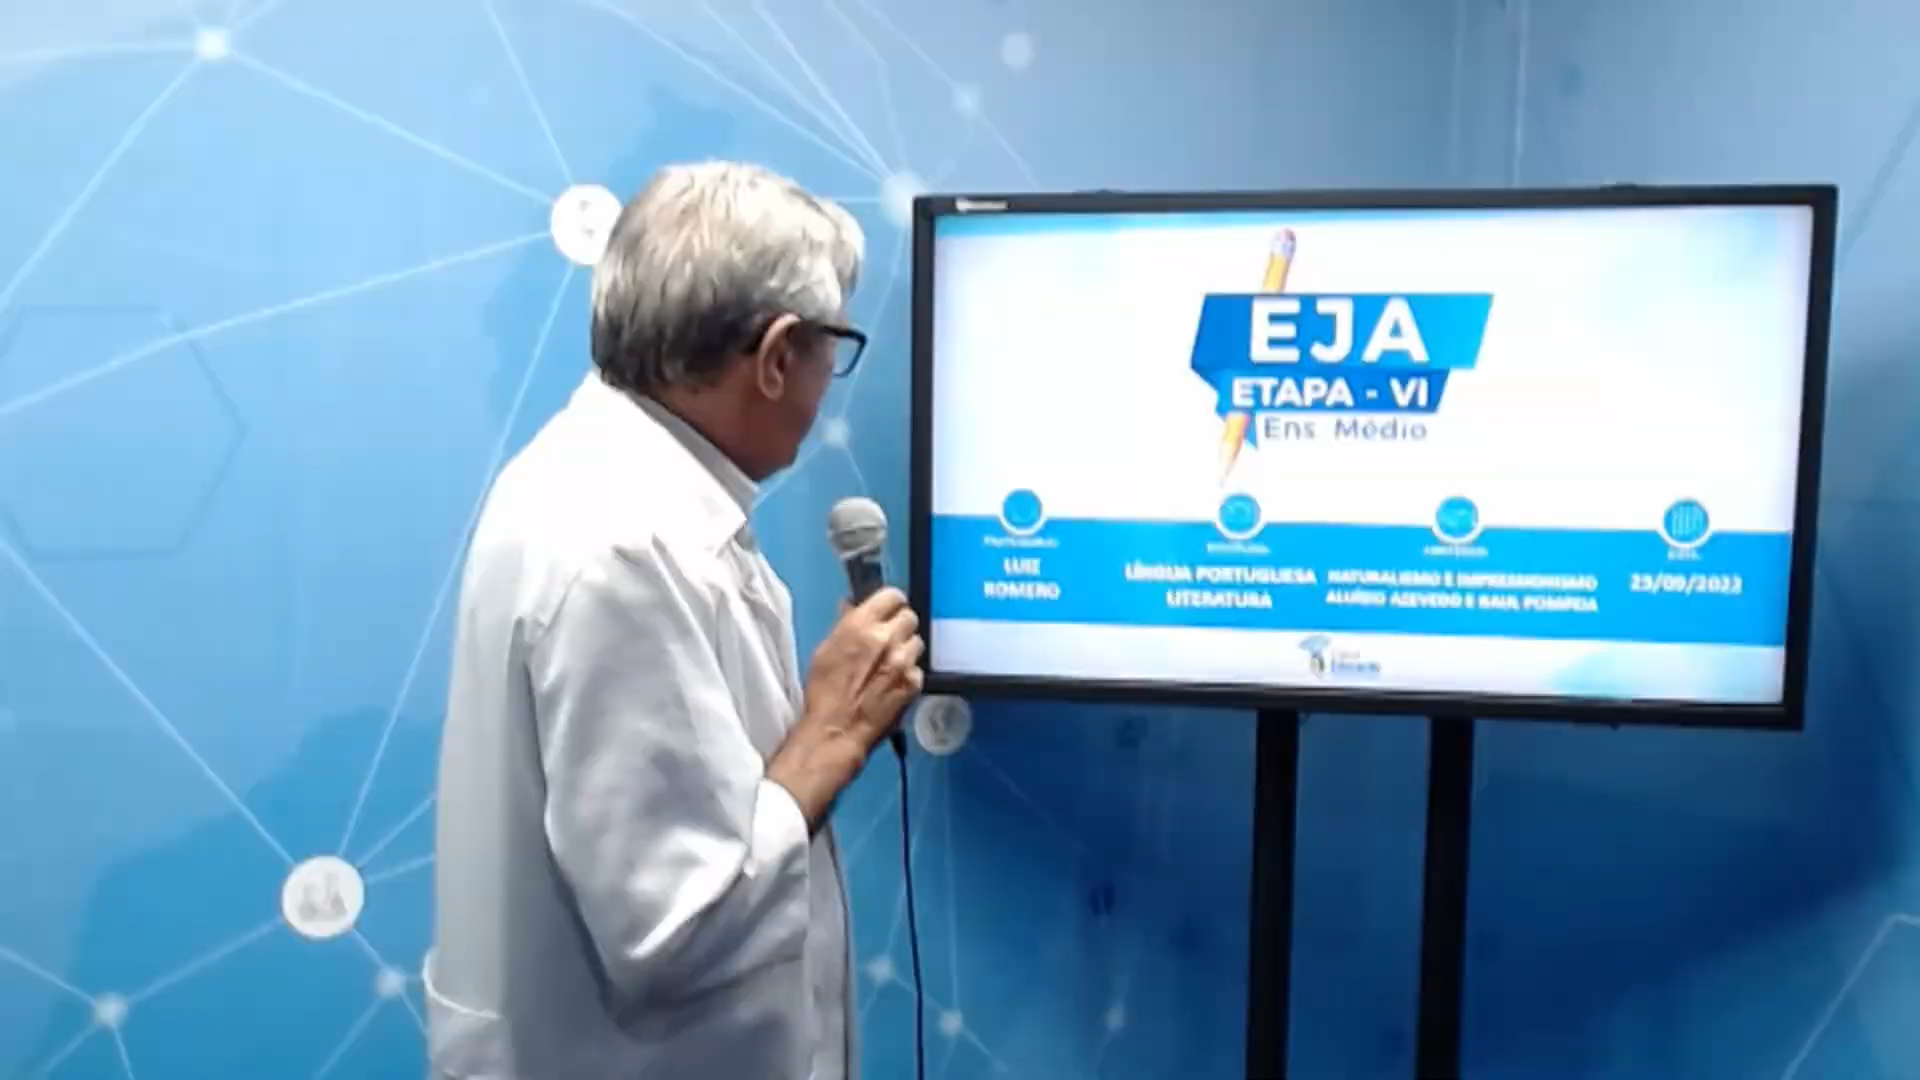 EJA
ETAPA - VI
Ens Médio
LUIZ
ROMERO
LÍNGUA PORTUGUESA
LITERATURA
NATURALISMO E IMPRESSIONISMO
ALUÍSIO AZEVEDO E RAUL POMPEIA
23/09/2022